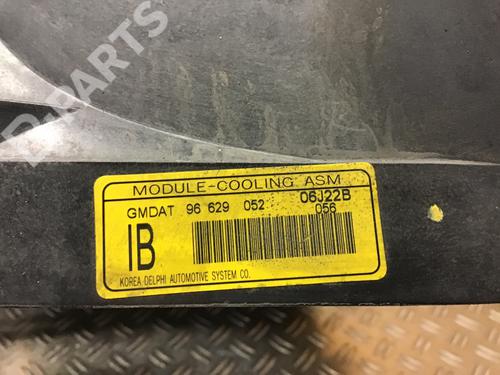 B-PARTS
MODULE-COOLING ASM
GMDAT 96 629 052 06J22B
056
IB
KOREA DELPHI AUTOMOTIVE SYSTEM CO.